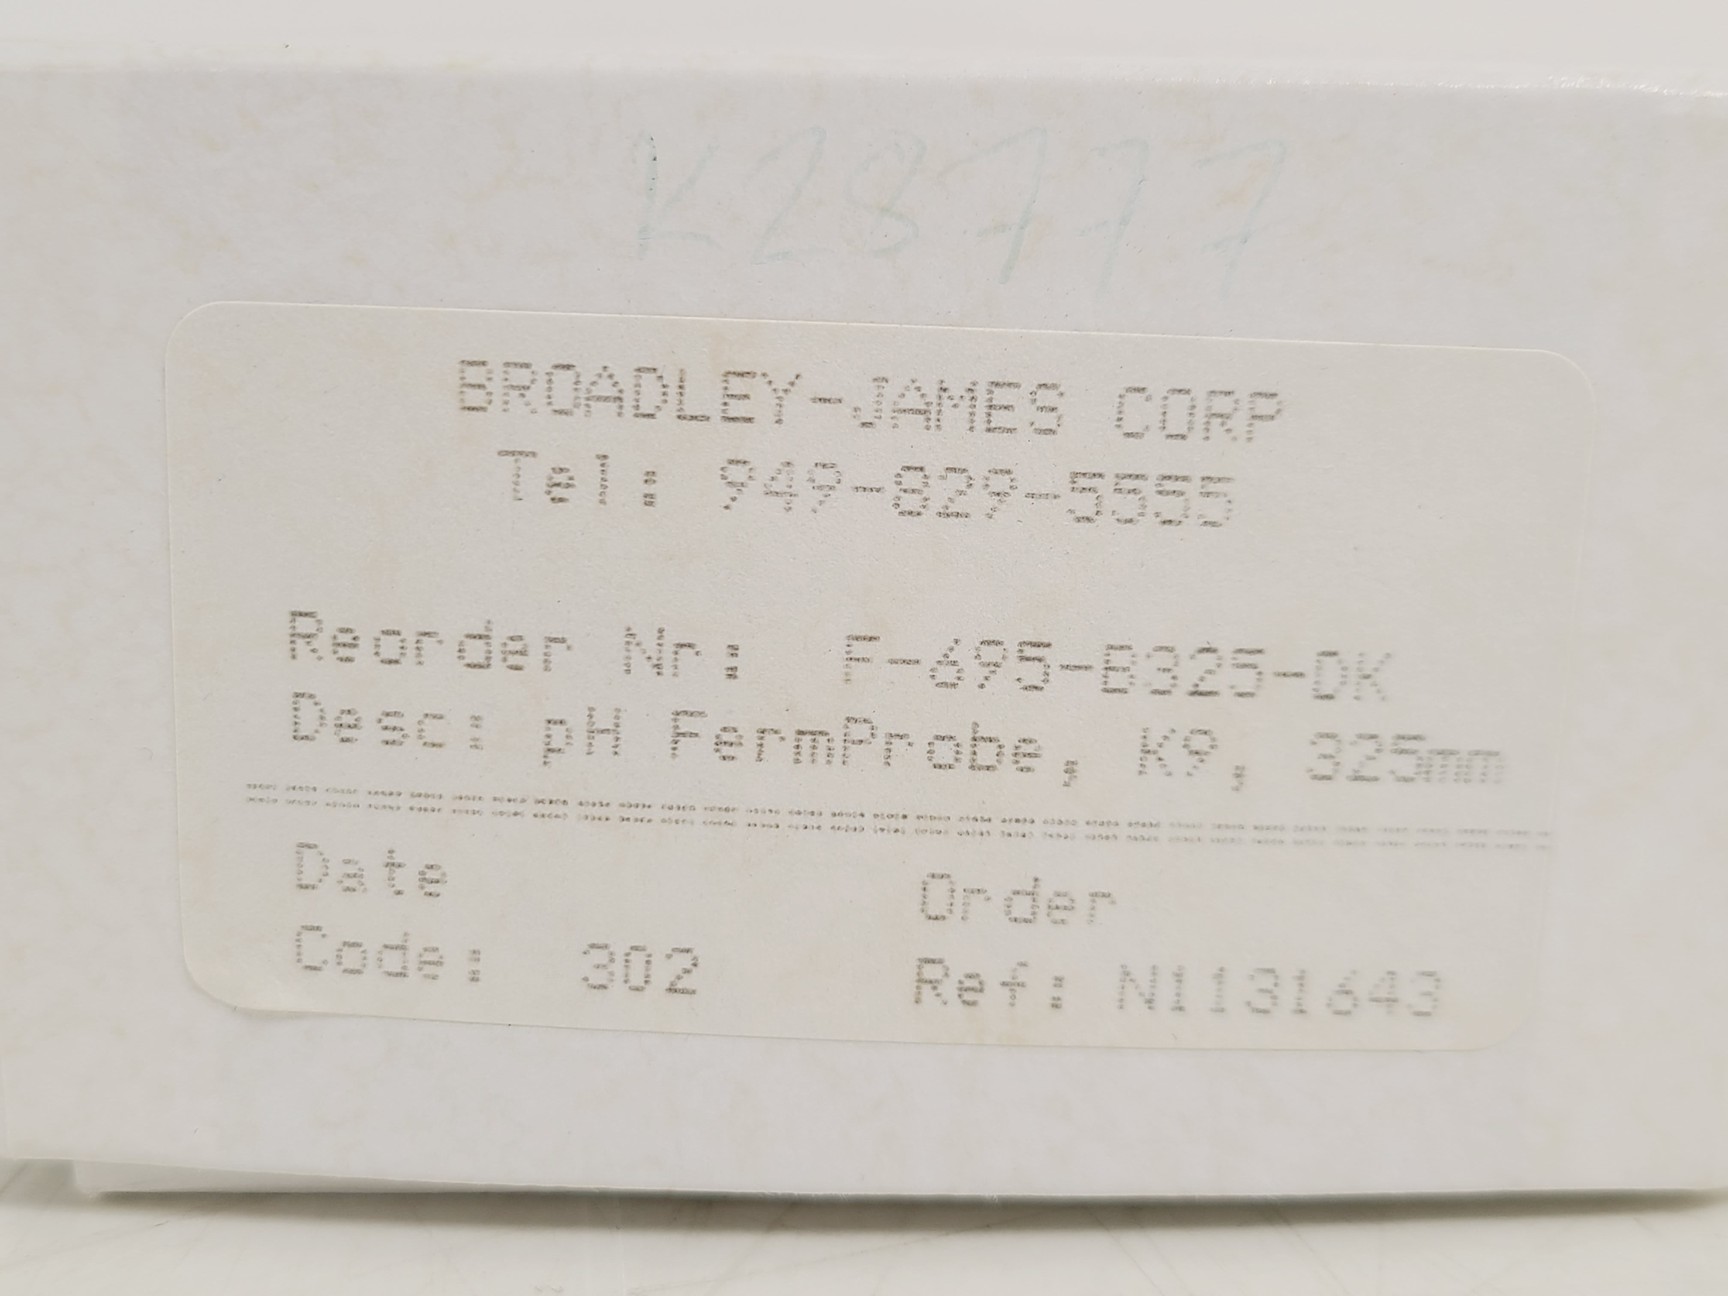 K28777
BROADLEY-JAMES CORP
Tel: 949-829-5555
Reorder Nr: F-695-B325-DK
Desc: pH FermProbe, K9, 325mm
Date Order
Code: 302 Ref: N1131643